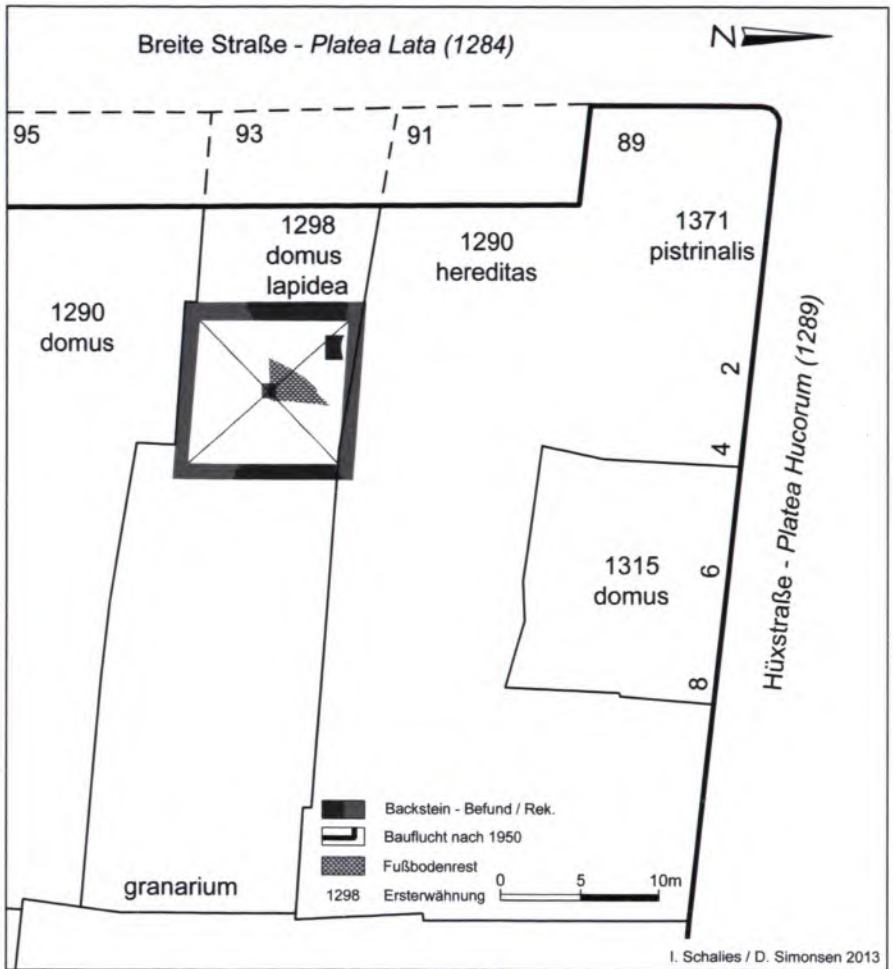 Breite Straße - Platea Lata (1284)
N
95
93
91
89
1298
domus
lapidea
1290
hereditas
1371
pistrinalis
1290
domus
2
4
Hüxstraße - Platea Hucorum (1289)
1315
domus
6
8
Backstein - Befund / Rek.
Bauflucht nach 1950
Fußbodenrest
1298 Ersterwähnung
0 5 10m
granarium
I. Schalies / D. Simonsen 2013